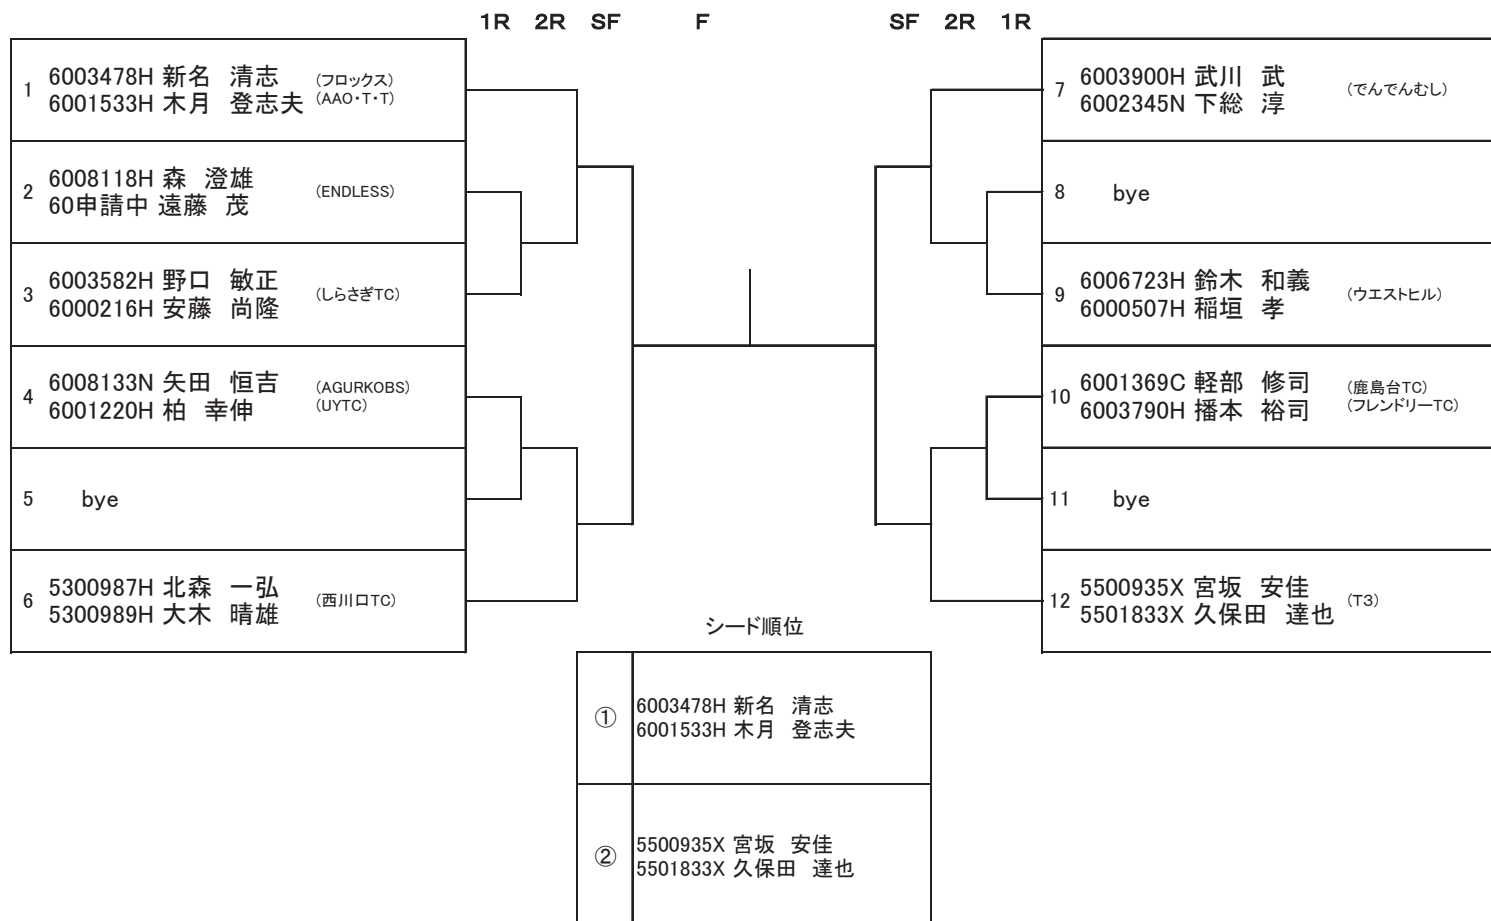 1R 2R SF F SF 2R 1R
1 6003478H 新名 清志 (フロックス)
6001533H 木月 登志夫 (AAO・T・T)
2 6008118H 森 澄雄 (ENDLESS)
60申請中 遠藤 茂
3 6003582H 野口 敏正 (しらさぎTC)
6000216H 安藤 尚隆
4 6008133N 矢田 恒吉 (AGURKOBS)
6001220H 柏 幸伸 (UYTC)
5 bye
6 5300987H 北森 一弘 (西川口TC)
5300989H 大木 晴雄
7 6003900H 武川 武 (でんでんむし)
6002345N 下総 淳
8 bye
9 6006723H 鈴木 和義 (ウエストヒル)
6000507H 稲垣 孝
10 6001369C 軽部 修司 (鹿島台TC)
6003790H 播本 裕司 (フレンドリーTC)
11 bye
12 5500935X 宮坂 安佳 (T3)
5501833X 久保田 達也
シード順位
① 6003478H 新名 清志
6001533H 木月 登志夫
② 5500935X 宮坂 安佳
5501833X 久保田 達也